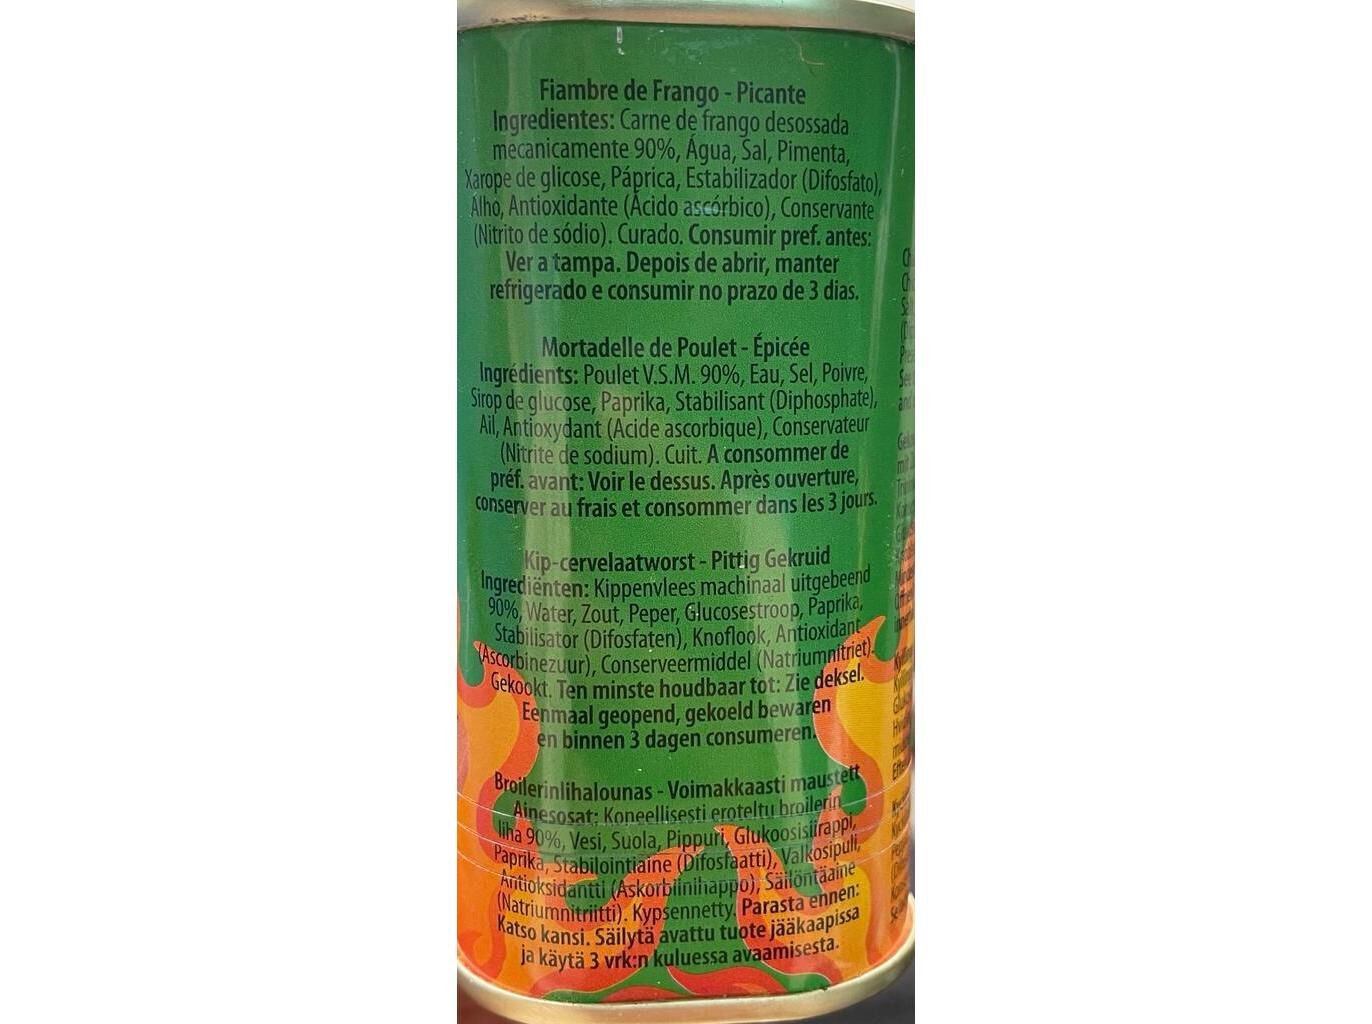 Fiambre de Frango - Picante
Ingredientes: Carne de frango desossada
mecanicamente 90%, Água, Sal, Pimenta,
Xarope de glicose, Páprica, Estabilizador (Difosfato),
Alho, Antioxidante (Ácido ascórbico), Conservante
(Nitrito de sódio). Curado. Consumir pref. antes:
Ver a tampa. Depois de abrir, manter
refrigerado e consumir no prazo de 3 dias.
Mortadelle de Poulet - Épicée
Ingrédients: Poulet V.S.M. 90%, Eau, Sel, Poivre,
Sirop de glucose, Paprika, Stabilisant (Diphosphate),
Ail, Antioxydant (Acide ascorbique), Conservateur
(Nitrite de sodium). Cuit. A consommer de
préf. avant: Voir le dessus. Après ouverture,
conserver au frais et consommer dans les 3 jours.
Kip-cervelaatworst - Pittig Gekruid
Ingrediënten: Kippenvlees machinaal uitgebeend
90%, Water, Zout, Peper, Glucosestroop, Paprika,
Stabilisator (Difosfaten), Knoflook, Antioxidant
(Ascorbinezuur), Conserveermiddel (Natriumnitriet).
Gekookt. Ten minste houdbaar tot: Zie deksel.
Eenmaal geopend, gekoeld bewaren
en binnen 3 dagen consumeren.
Broilerinlihalounas - Voimakkaasti maustett
Ainesosat: Koneellisesti eroteltu broilerin
liha 90%, Vesi, Suola, Pippuri, Glukoosisiirappi,
Paprika, Stabilointiaine (Difosfaatti), Valkosipuli,
Antioksidantti (Askorbiinihappo), Säilöntäaine
(Natriumnitriitti). Kypsennetty. Parasta ennen:
Katso kansi. Säilytä avattu tuote jääkaapissa
ja käytä 3 vrk:n kuluessa avaamisesta.